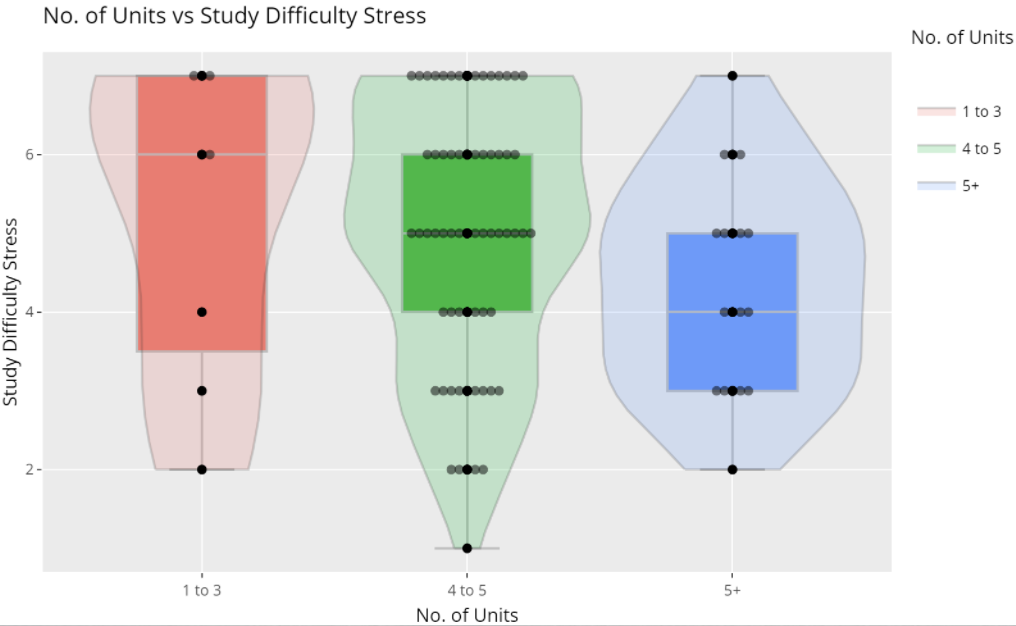 No. of Units vs Study Difficulty Stress
No. of Units
1 to 3
4 to 5
5+
Study Difficulty Stress
6
4
2
1 to 3
4 to 5
5+
No. of Units